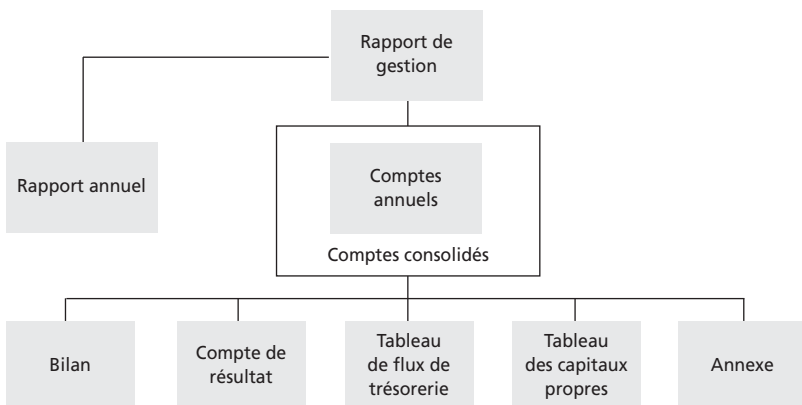 Rapport de
gestion
Rapport annuel
Comptes
annuels
Comptes consolidés
Bilan
Compte de
résultat
Tableau
de flux de
trésorerie
Tableau
des capitaux
propres
Annexe